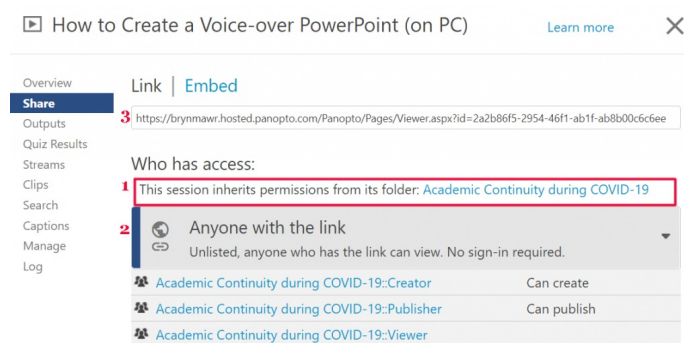 How to Create a Voice-over PowerPoint (on PC)
Learn more
Overview
Share
Outputs
Quiz Results
Streams
Clips
Search
Captions
Manage
Log
Link | Embed
3 https://brynmawr.hosted.panopto.com/Panopto/Pages/Viewer.aspx?id=2a2b86f5-2954-46f1-ab1f-ab8b00c6c6ee
Who has access:
1 This session inherits permissions from its folder: Academic Continuity during COVID-19
2 Anyone with the link
Unlisted, anyone who has the link can view. No sign-in required.
Academic Continuity during COVID-19::Creator Can create
Academic Continuity during COVID-19::Publisher Can publish
Academic Continuity during COVID-19::Viewer